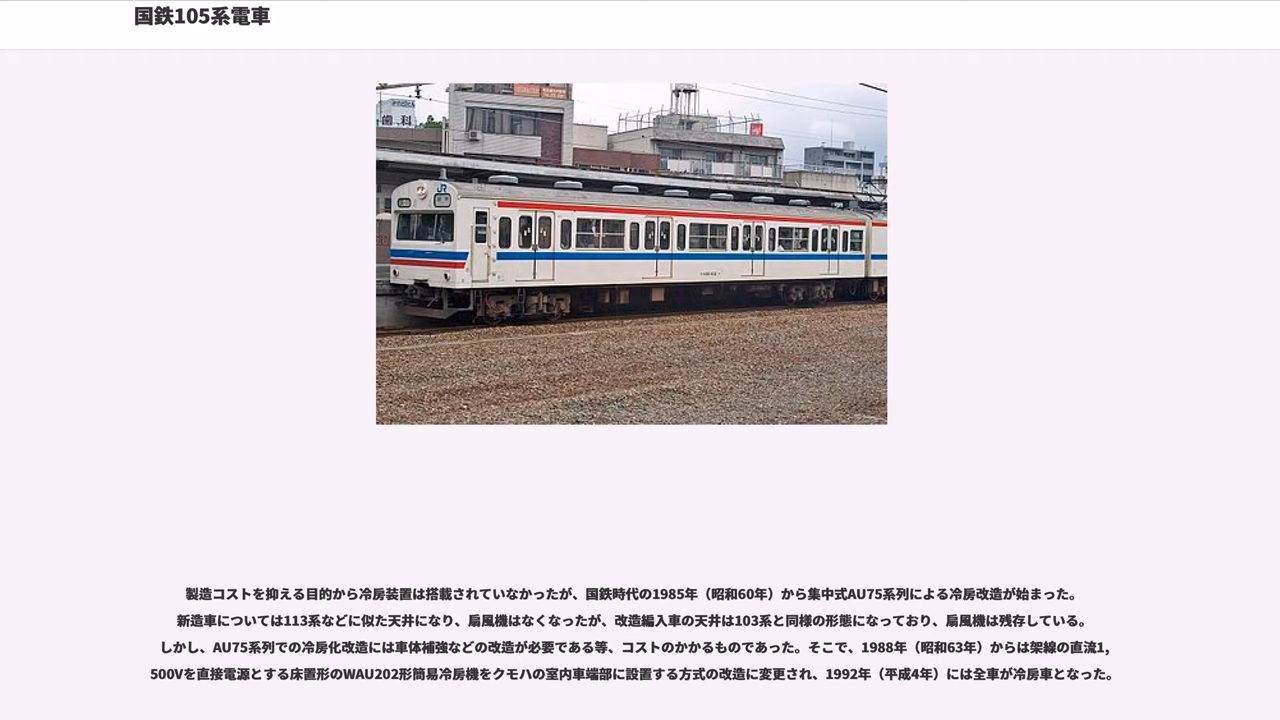 国鉄105系電車
歯科
JR
製造コストを抑える目的から冷房装置は搭載されていなかったが、国鉄時代の1985年（昭和60年）から集中式AU75系列による冷房改造が始まった。
新造車については113系などに似た天井になり、扇風機はなくなったが、改造編入車の天井は103系と同様の形態になっており、扇風機は残存している。
しかし、AU75系列での冷房化改造には車体補強などの改造が必要である等、コストのかかるものであった。そこで、1988年（昭和63年）からは架線の直流1,
500Vを直接電源とする床置形のWAU202形簡易冷房機をクモハの室内車端部に設置する方式の改造に変更され、1992年（平成4年）には全車が冷房車となった。